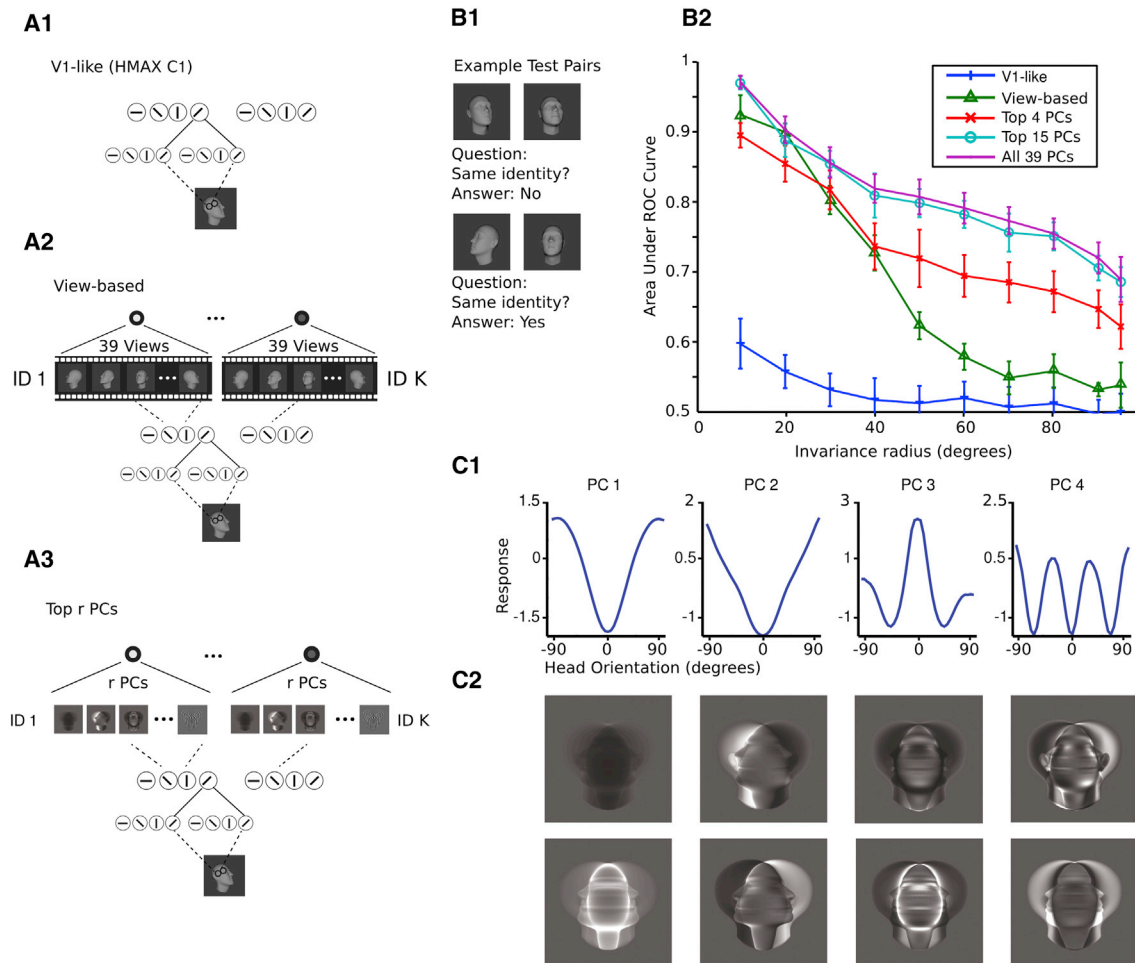 A1
V1-like (HMAX C1)
A2
View-based
...
39 Views
39 Views
ID 1
ID K
A3
Top r PCs
...
r PCs
r PCs
ID 1
ID K
B1
Example Test Pairs
Question:
Same identity?
Answer: No
Question:
Same identity?
Answer: Yes
B2
V1-like
View-based
Top 4 PCs
Top 15 PCs
All 39 PCs
Area Under ROC Curve
1
0.9
0.8
0.7
0.6
0.5
0 20 40 60 80
Invariance radius (degrees)
C1
PC 1
PC 2
PC 3
PC 4
Response
1.5
0
-1.5
-90 0 90
2
0.5
-1
-90 0 90
3
1
-1
-90 0 90
2.5
0.5
-1
-90 0 90
Head Orientation (degrees)
C2